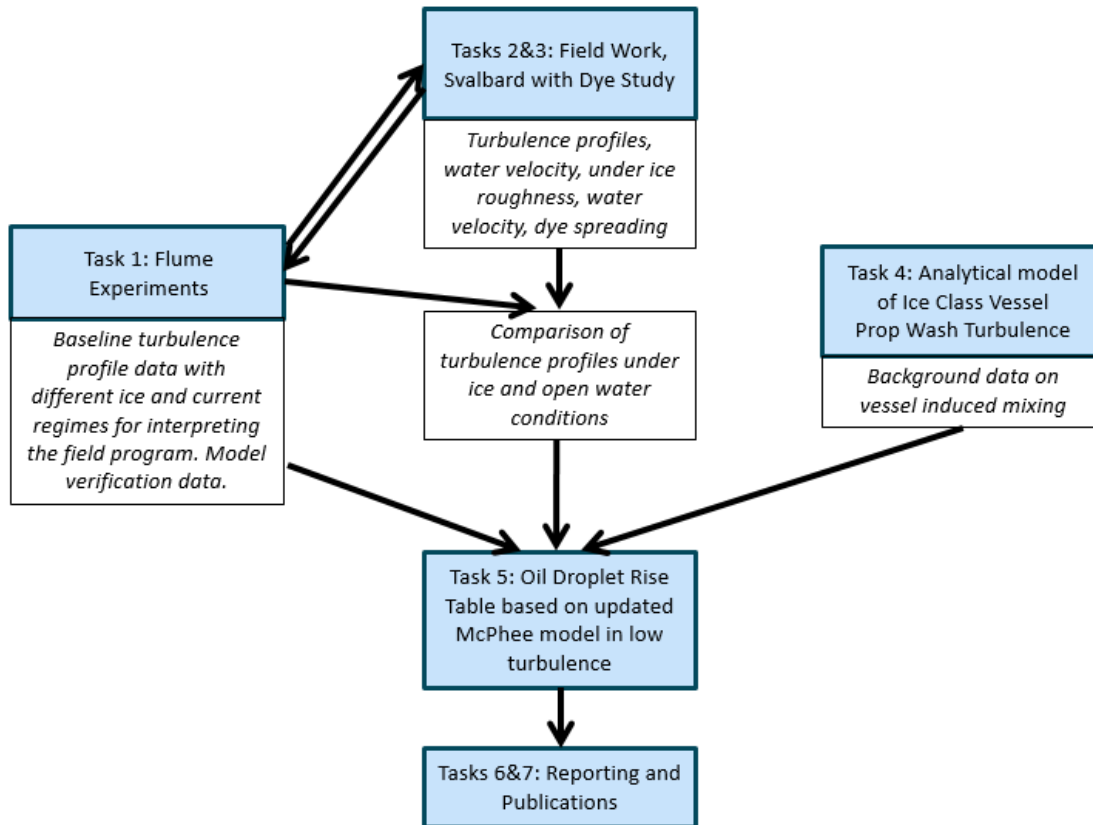 Tasks 2&3: Field Work,
Svalbard with Dye Study
Turbulence profiles,
water velocity, under ice
roughness, water
velocity, dye spreading
Task 1: Flume
Experiments
Baseline turbulence
profile data with
different ice and current
regimes for interpreting
the field program. Model
verification data.
Comparison of
turbulence profiles under
ice and open water
conditions
Task 4: Analytical model
of Ice Class Vessel
Prop Wash Turbulence
Background data on
vessel induced mixing
Task 5: Oil Droplet Rise
Table based on updated
McPhee model in low
turbulence
Tasks 6&7: Reporting and
Publications